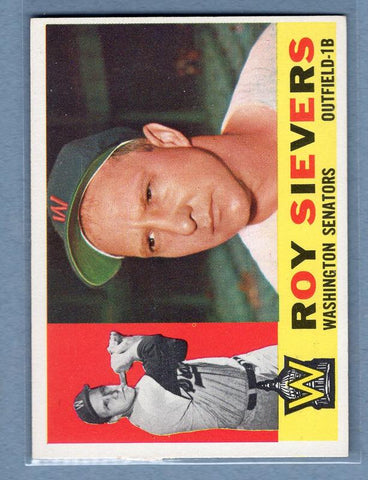 ROY SIEVERS
WASHINGTON SENATORS
OUTFIELD-1B
W
W
W